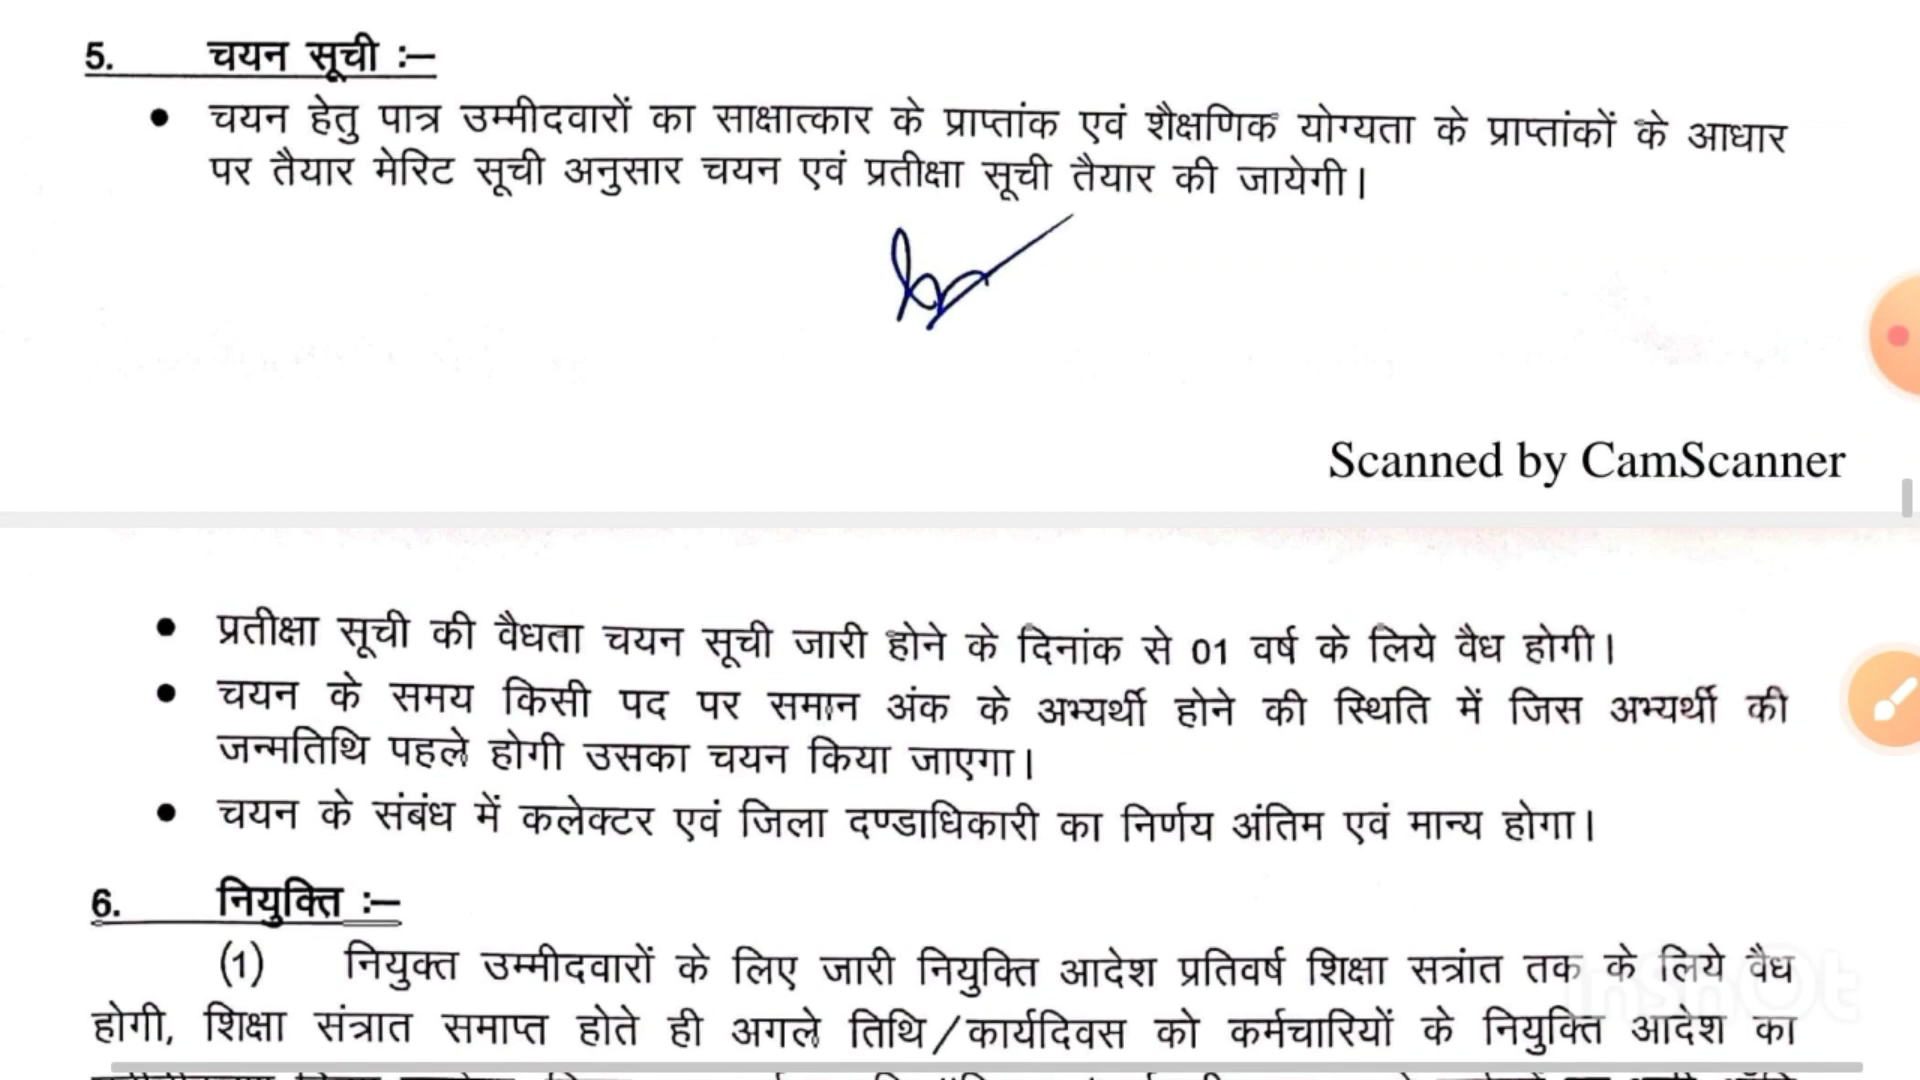 5. चयन सूची :–
• चयन हेतु पात्र उम्मीदवारों का साक्षात्कार के प्राप्तांक एवं शैक्षणिक योग्यता के प्राप्तांकों के आधार
पर तैयार मेरिट सूची अनुसार चयन एवं प्रतीक्षा सूची तैयार की जायेगी।
Scanned by CamScanner
• प्रतीक्षा सूची की वैधता चयन सूची जारी होने के दिनांक से 01 वर्ष के लिये वैध होगी।
• चयन के समय किसी पद पर समान अंक के अभ्यर्थी होने की स्थिति में जिस अभ्यर्थी की
जन्मतिथि पहले होगी उसका चयन किया जाएगा।
• चयन के संबंध में कलेक्टर एवं जिला दण्डाधिकारी का निर्णय अंतिम एवं मान्य होगा।
6. नियुक्ति :–
(1) नियुक्त उम्मीदवारों के लिए जारी नियुक्ति आदेश प्रतिवर्ष शिक्षा सत्रांत तक के लिये वैध
होगी, शिक्षा संत्रात समाप्त होते ही अगले तिथि/कार्यदिवस को कर्मचारियों के नियुक्ति आदेश का
InShOt